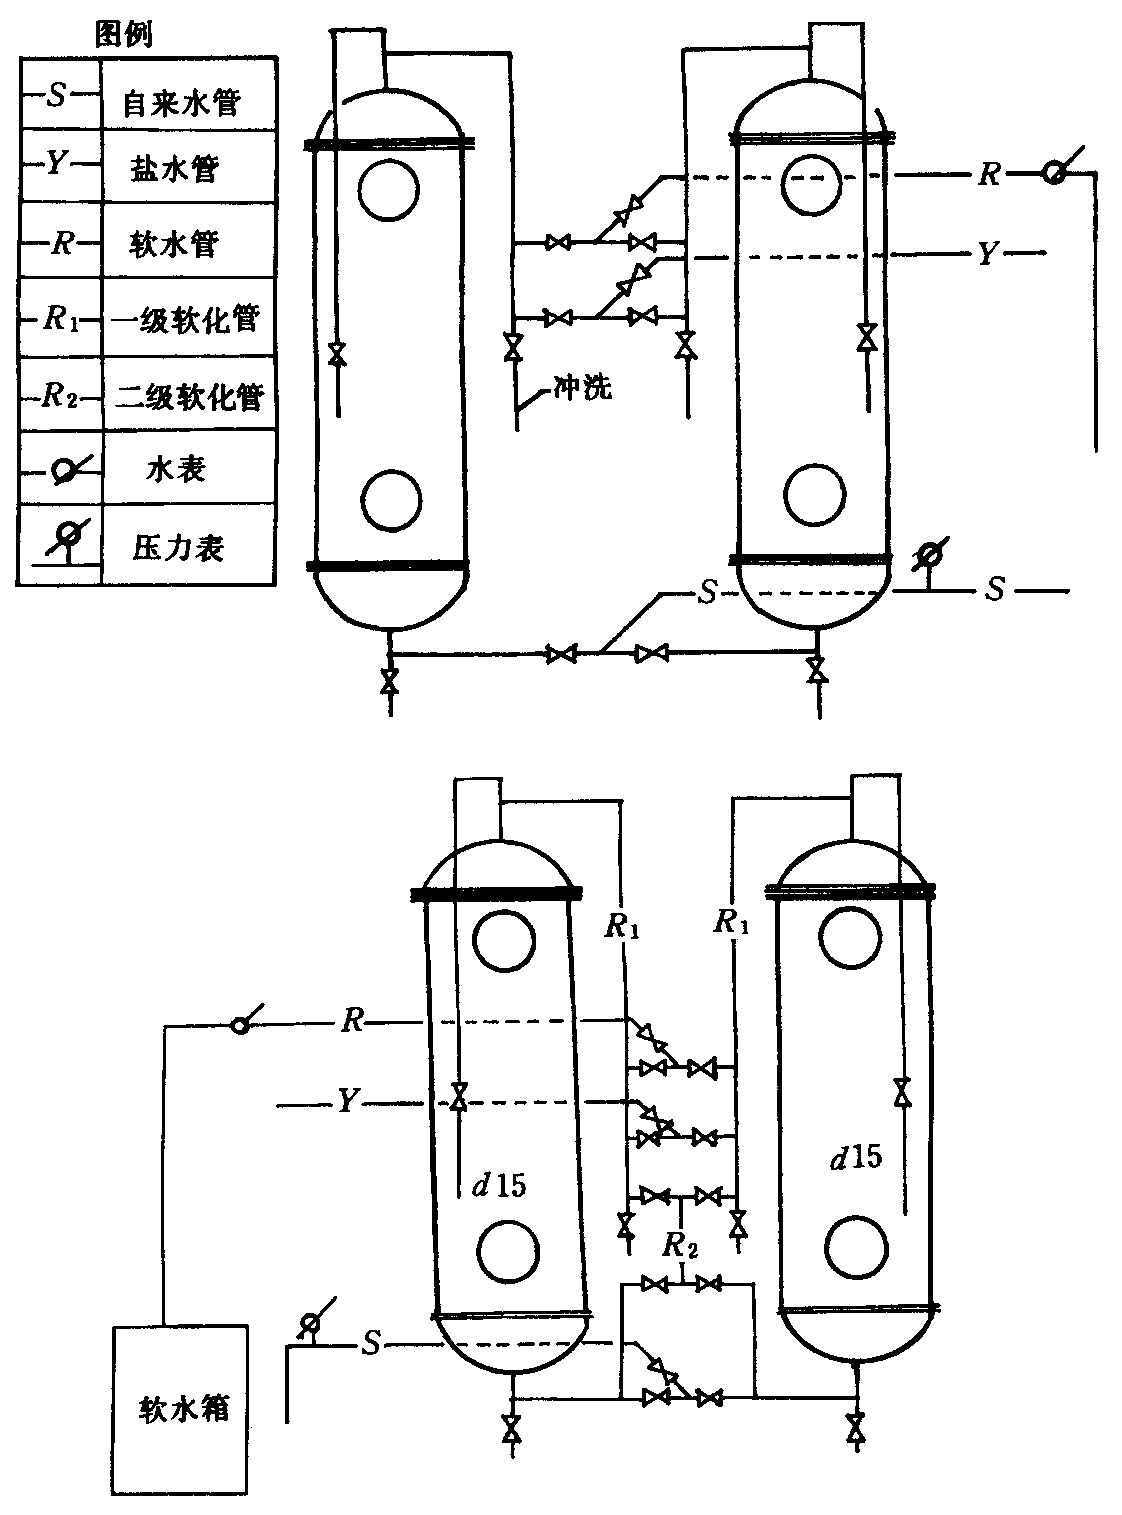 图例
S 自来水管
Y 盐水管
R 软水管
R₁ 一级软化管
R₂ 二级软化管
水表
压力表
R
Y
冲洗
S
S
R₁
R₁
R
Y
d15
d15
R₂
S
软水箱